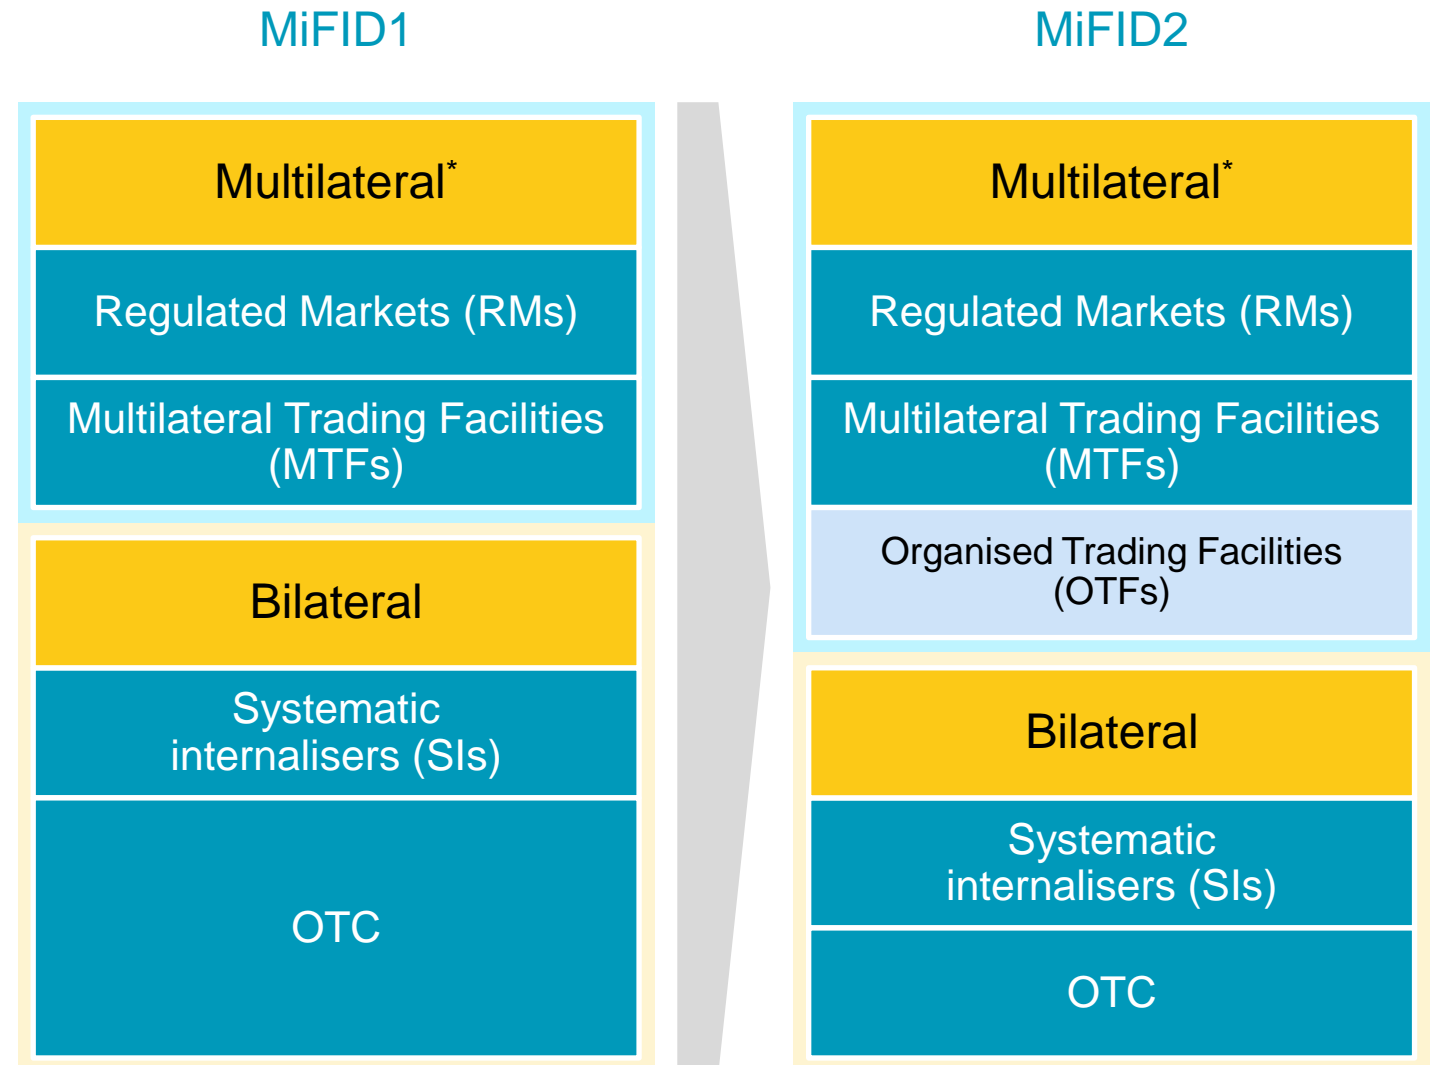 MiFID1
Multilateral*
Regulated Markets (RMs)
Multilateral Trading Facilities
(MTFs)
Bilateral
Systematic
internalisers (SIs)
OTC
MiFID2
Multilateral*
Regulated Markets (RMs)
Multilateral Trading Facilities
(MTFs)
Organised Trading Facilities
(OTFs)
Bilateral
Systematic
internalisers (SIs)
OTC